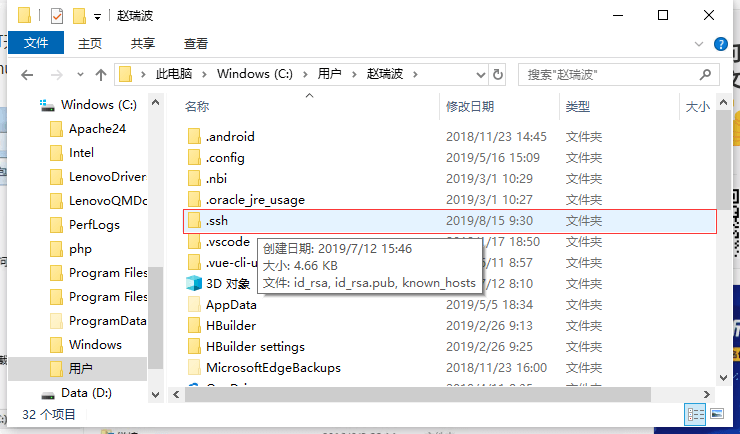 赵瑞波
文件 主页 共享 查看
此电脑 Windows (C:) 用户 赵瑞波 搜索"赵瑞波"
Windows (C:)
Apache24
Intel
LenovoDriver
LenovoQMDo
PerfLogs
php
Program Files
Program Files
ProgramData
Windows
用户
Data (D:)
名称 修改日期 类型 大小
.android 2018/11/23 14:45 文件夹
.config 2019/5/16 15:09 文件夹
.nbi 2019/3/1 10:29 文件夹
.oracle_jre_usage 2019/3/1 10:27 文件夹
.ssh 2019/8/15 9:30 文件夹
.vscode 17 18:50 文件夹
.vue-cli-u 8:57 文件夹
3D 对象 8:10 文件夹
AppData 2019/5/5 18:34 文件夹
HBuilder 2019/2/26 9:13 文件夹
HBuilder settings 2019/2/26 9:25 文件夹
MicrosoftEdgeBackups 2018/11/23 16:00 文件夹
创建日期: 2019/7/12 15:46
大小: 4.66 KB
文件: id_rsa, id_rsa.pub, known_hosts
32 个项目